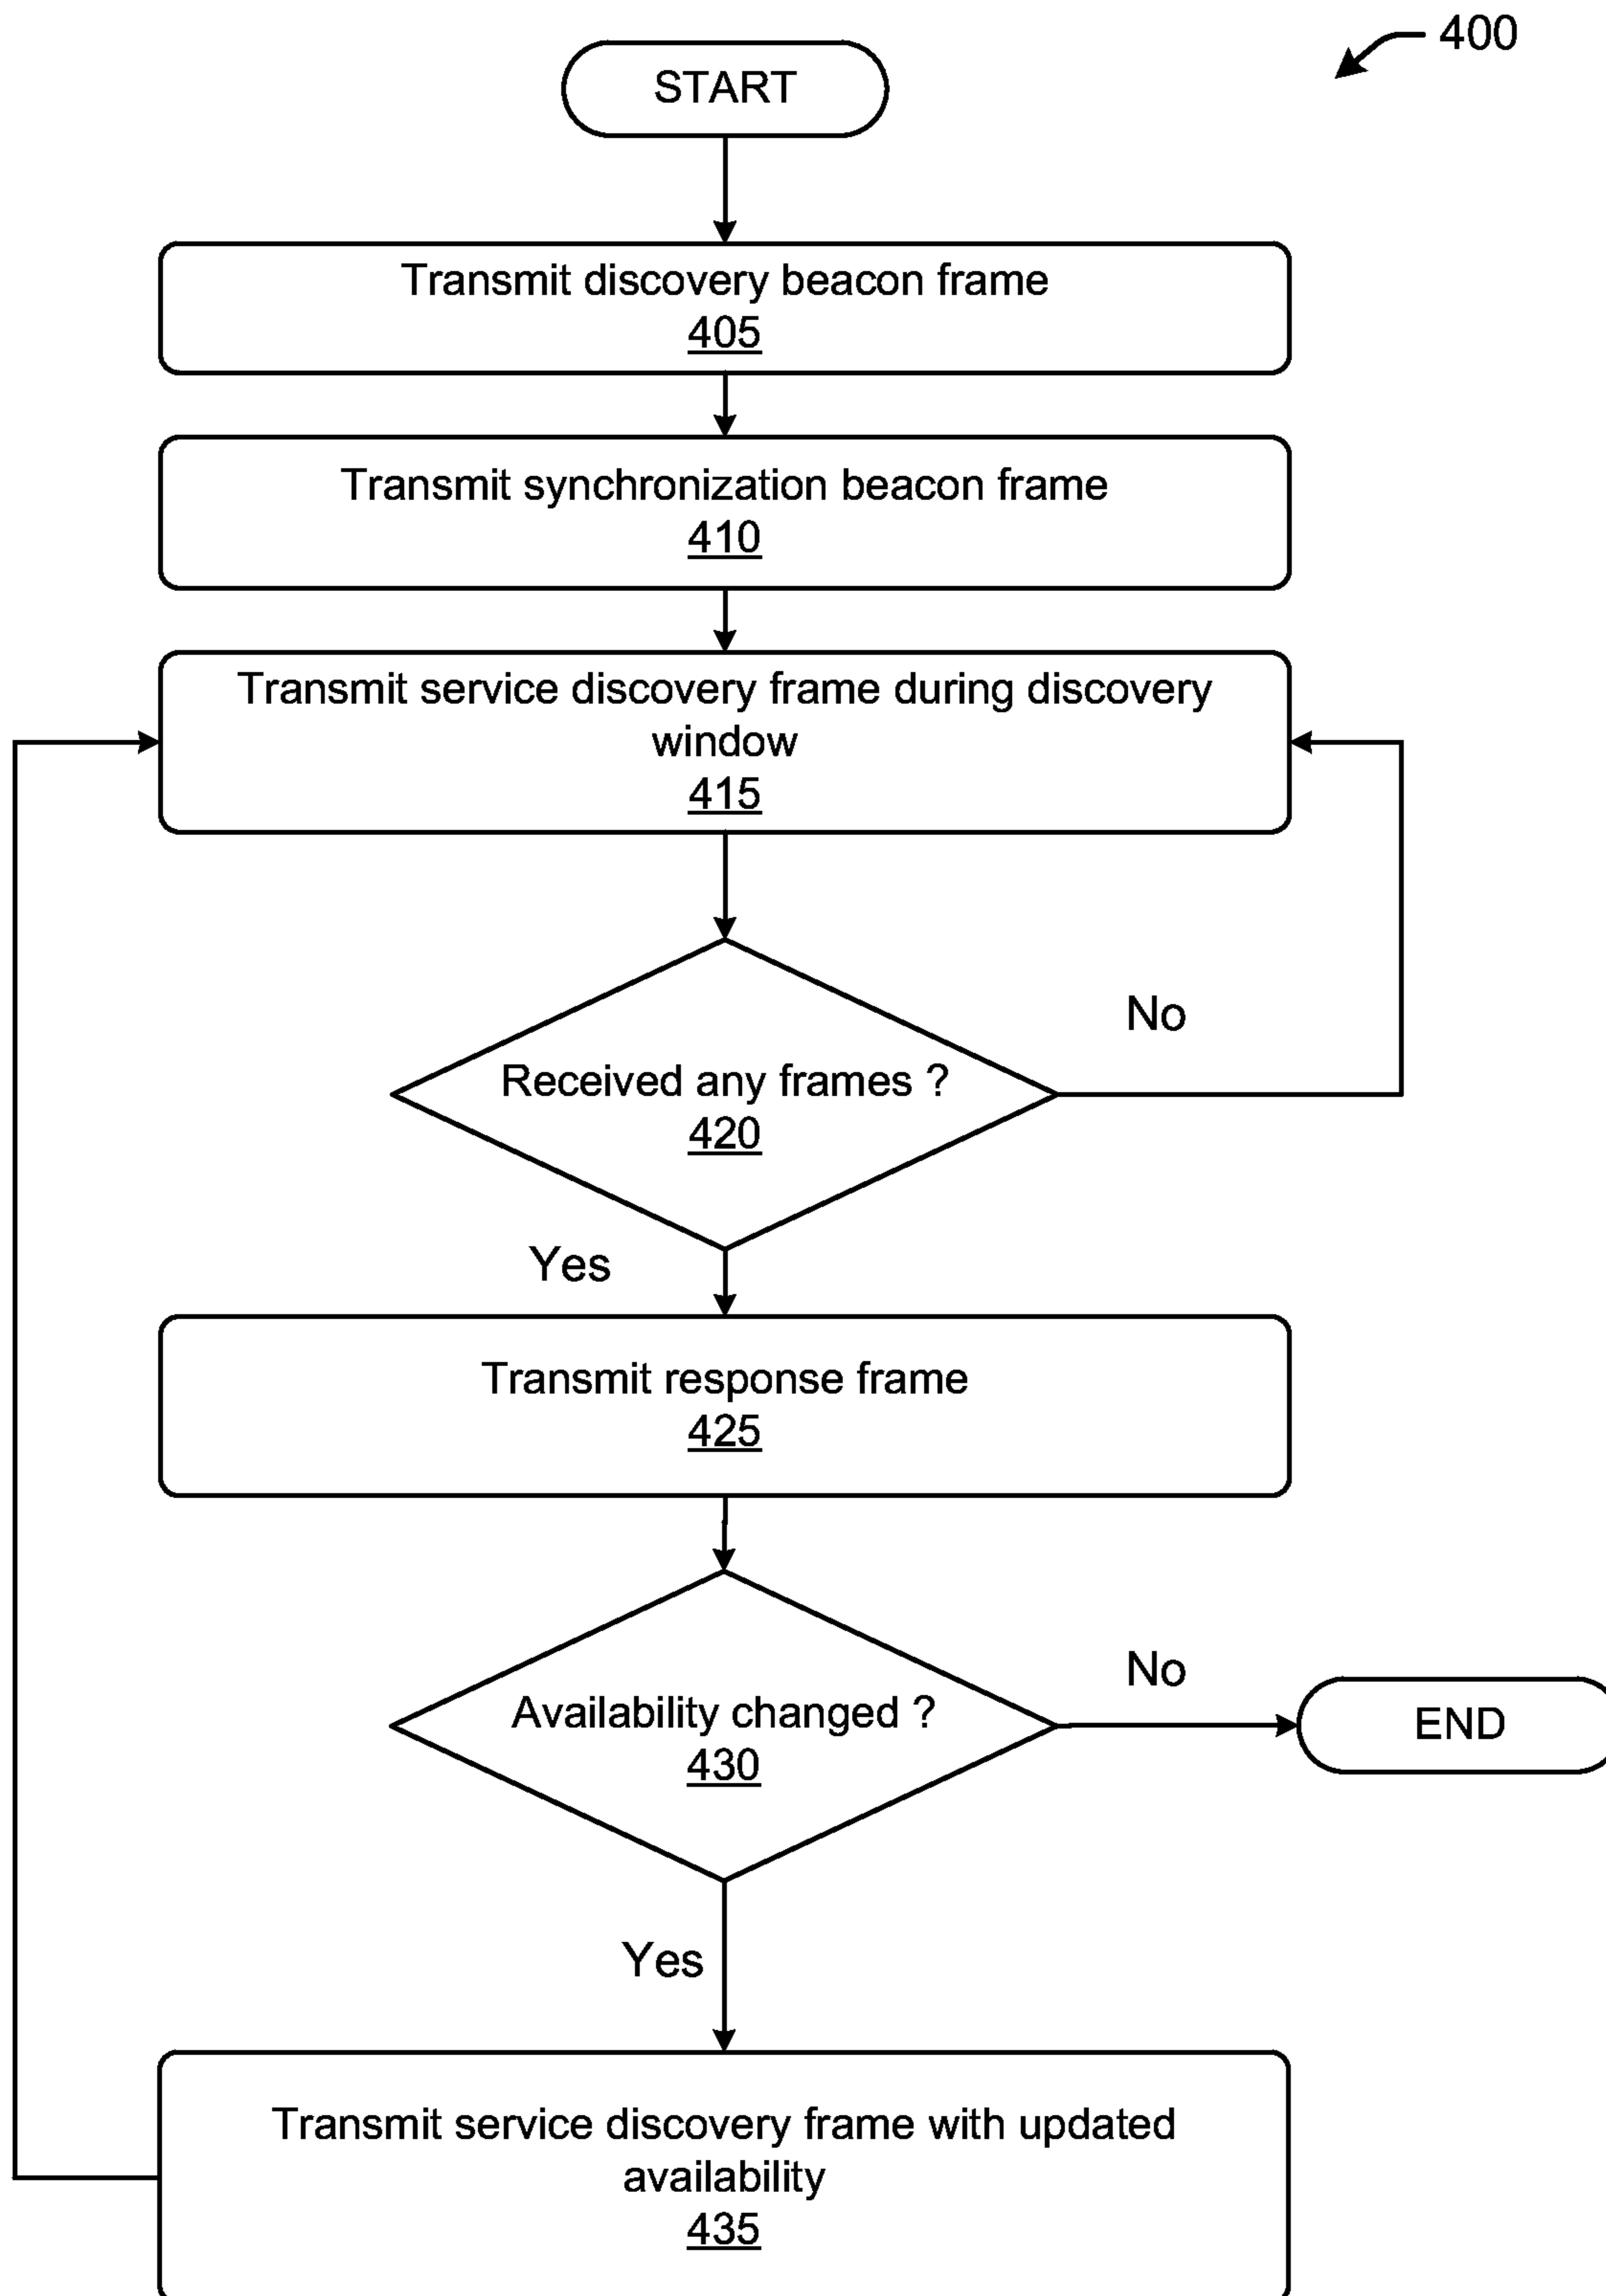 400
START
Transmit discovery beacon frame
405
Transmit synchronization beacon frame
410
Transmit service discovery frame during discovery
window
415
No
Received any frames ?
420
Yes
Transmit response frame
425
No
Availability changed ?
430
END
Yes
Transmit service discovery frame with updated
availability
435